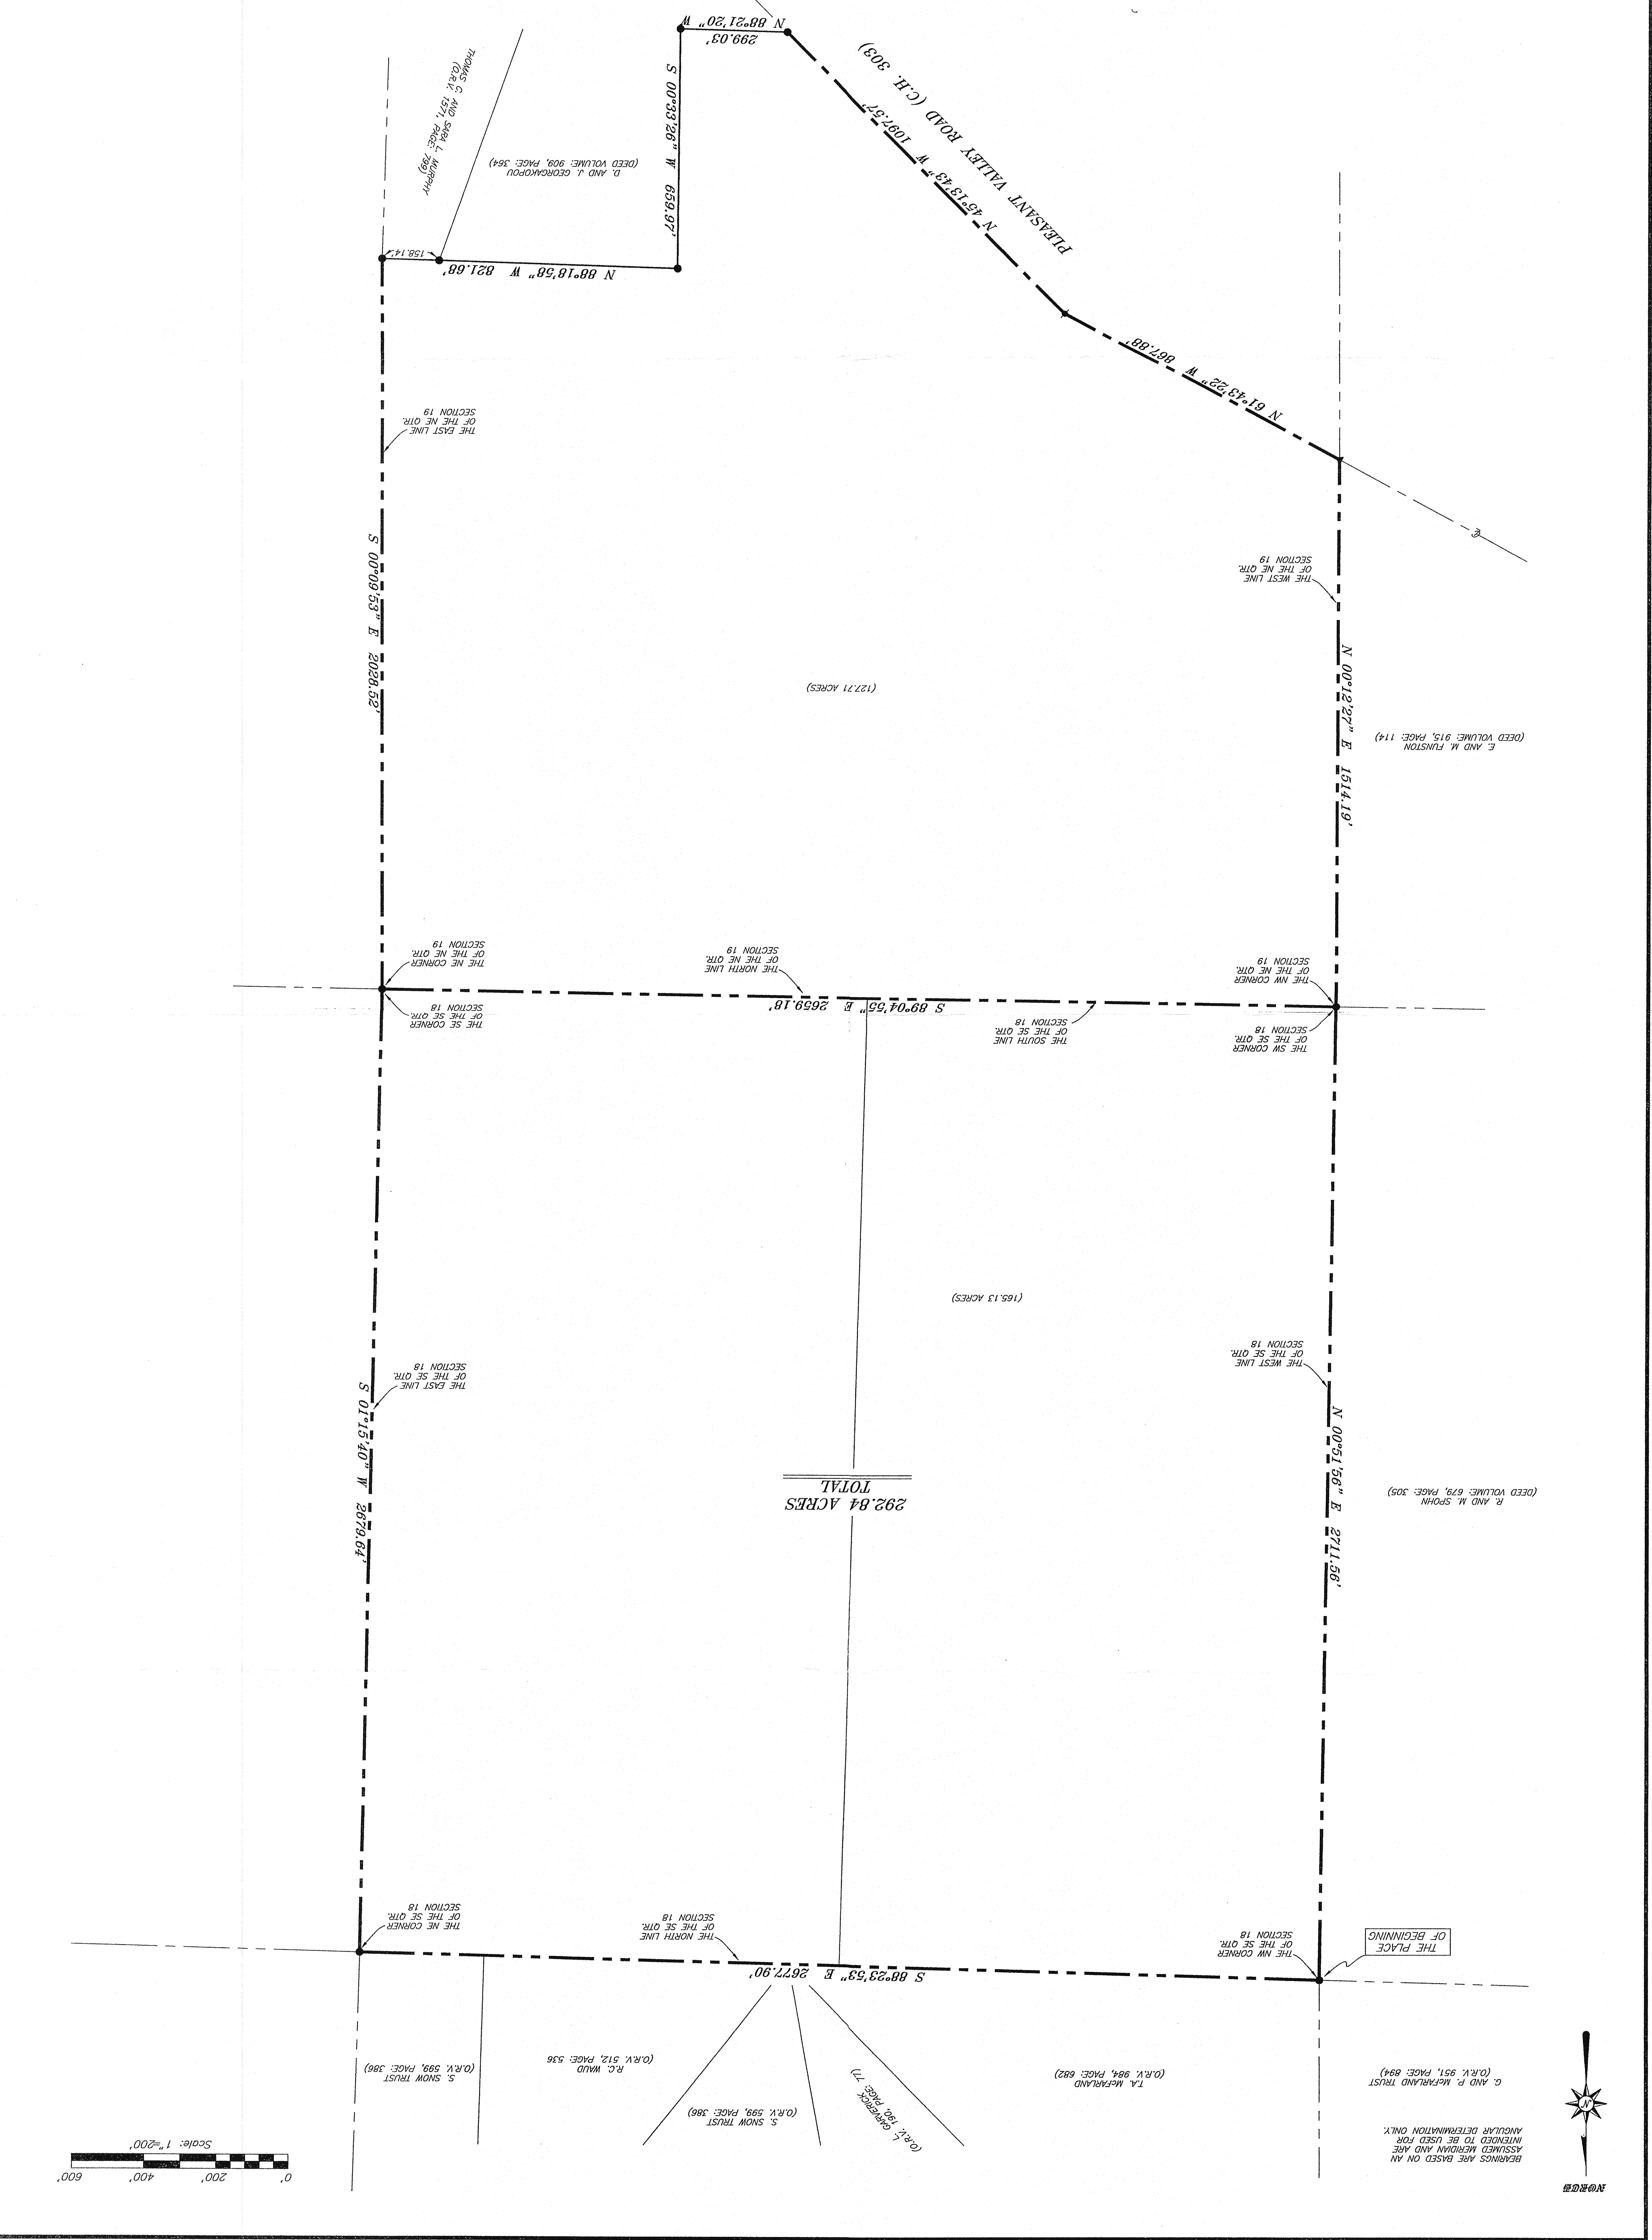 NORTH
BEARINGS ARE BASED ON AN
ASSUMED MERIDIAN AND ARE
INTENDED TO BE USED FOR
ANGULAR DETERMINATION ONLY.
0' 200' 400' 600'
Scale: 1"=200'
G. AND P. McFARLAND TRUST
(O.R.V. 951, PAGE: 894)
T.A. McFARLAND
(O.R.V. 984, PAGE: 682)
L. GARVERICK
(O.R.V. 190, PAGE: 77)
S. SNOW TRUST
(O.R.V. 599, PAGE: 386)
R.C. WAUD
(O.R.V. 512, PAGE: 536
S. SNOW TRUST
(O.R.V. 599, PAGE: 386)
THE PLACE
OF BEGINNING
THE NW CORNER
OF THE SE QTR.
SECTION 18
S 88°23'53" E 2677.90'
THE NORTH LINE
OF THE SE QTR.
SECTION 18
THE NE CORNER
OF THE SE QTR.
SECTION 18
R. AND M. SPOHN
(DEED VOLUME: 679, PAGE: 305)
N 00°51'56" E 2711.56'
292.84 ACRES
TOTAL
S 01°15'40" W 2679.64'
THE WEST LINE
OF THE SE QTR.
SECTION 18
THE EAST LINE
OF THE SE QTR.
SECTION 18
(165.13 ACRES)
THE SW CORNER
OF THE SE QTR.
SECTION 18
THE SOUTH LINE
OF THE SE QTR.
SECTION 18
THE SE CORNER
OF THE SE QTR.
SECTION 18
S 89°04'55" E 2659.18'
THE NW CORNER
OF THE NE QTR.
SECTION 19
THE NORTH LINE
OF THE NE QTR.
SECTION 19
THE NE CORNER
OF THE NE QTR.
SECTION 19
E. AND M. FUNSTON
(DEED VOLUME: 915, PAGE: 114)
N 00°12'27" E 1514.19'
(127.71 ACRES)
S 00°09'53" E 2028.52'
THE WEST LINE
OF THE NE QTR.
SECTION 19
THE EAST LINE
OF THE NE QTR.
SECTION 19
N 61°43'22" W 867.88'
N 45°13'43" W 1097.57'
PLEASANT VALLEY ROAD (C.H. 303)
N 88°18'58" W 821.68'
158.14'
S 00°33'26" W 659.97'
D. AND J. GEORGAKOPOU
(DEED VOLUME: 909, PAGE: 364)
THOMAS C. AND SARA L. MURPHY
(O.R.V. 1571, PAGE: 799)
299.03'
N 88°21'20" W